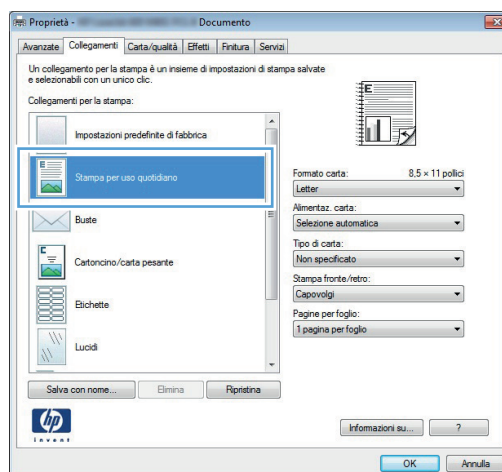 Proprietà - Documento
Avanzate Collegamenti Carta/qualità Effetti Finitura Servizi
Un collegamento per la stampa è un insieme di impostazioni di stampa salvate
e selezionabili con un unico clic.
Collegamenti per la stampa:
Impostazioni predefinite di fabbrica
Stampa per uso quotidiano
Buste
Cartoncino/carta pesante
Etichette
Lucidi
Salva con nome... Elimina Ripristina
Formato carta: 8,5 × 11 pollici
Letter
Alimentaz. carta:
Selezione automatica
Tipo di carta:
Non specificato
Stampa fronte/retro:
Capovolgi
Pagine per foglio:
1 pagina per foglio
hp
invent
Informazioni su... ?
OK Annulla